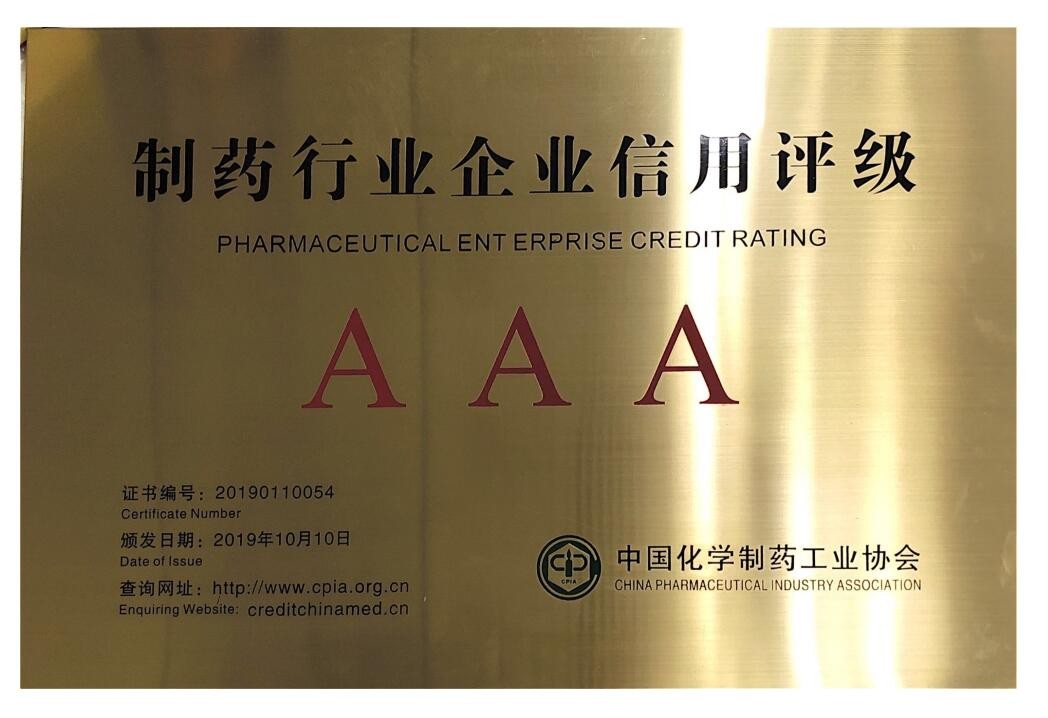 制药行业企业信用评级
PHARMACEUTICAL ENT ERPRISE CREDIT RATING
AAA
证书编号：20190110054
Certificate Number
颁发日期：2019年10月10日
Date of Issue
查询网址：http://www.cpia.org.cn
Enquiring Website: creditchinamed.cn
CPIA
中国化学制药工业协会
CHINA PHARMACEUTICAL INDUSTRY ASSOCIATION